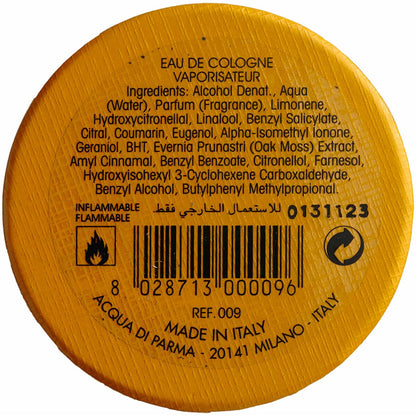 EAU DE COLOGNE
VAPORISATEUR
Ingredients: Alcohol Denat., Aqua
(Water), Parfum (Fragrance), Limonene,
Hydroxycitronellal, Linalool, Benzyl Salicylate,
Citral, Coumarin, Eugenol, Alpha-Isomethyl Ionone,
Geraniol, BHT, Evernia Prunastri (Oak Moss) Extract,
Amyl Cinnamal, Benzyl Benzoate, Citronellol, Farnesol,
Hydroxyisohexyl 3-Cyclohexene Carboxaldehyde,
Benzyl Alcohol, Butylphenyl Methylpropional.
INFLAMMABLE
FLAMMABLE
للاستعمال الخارجي فقط
0131123
8 028713 000096
REF. 009
MADE IN ITALY
ACQUA DI PARMA - 20141 MILANO - ITALY